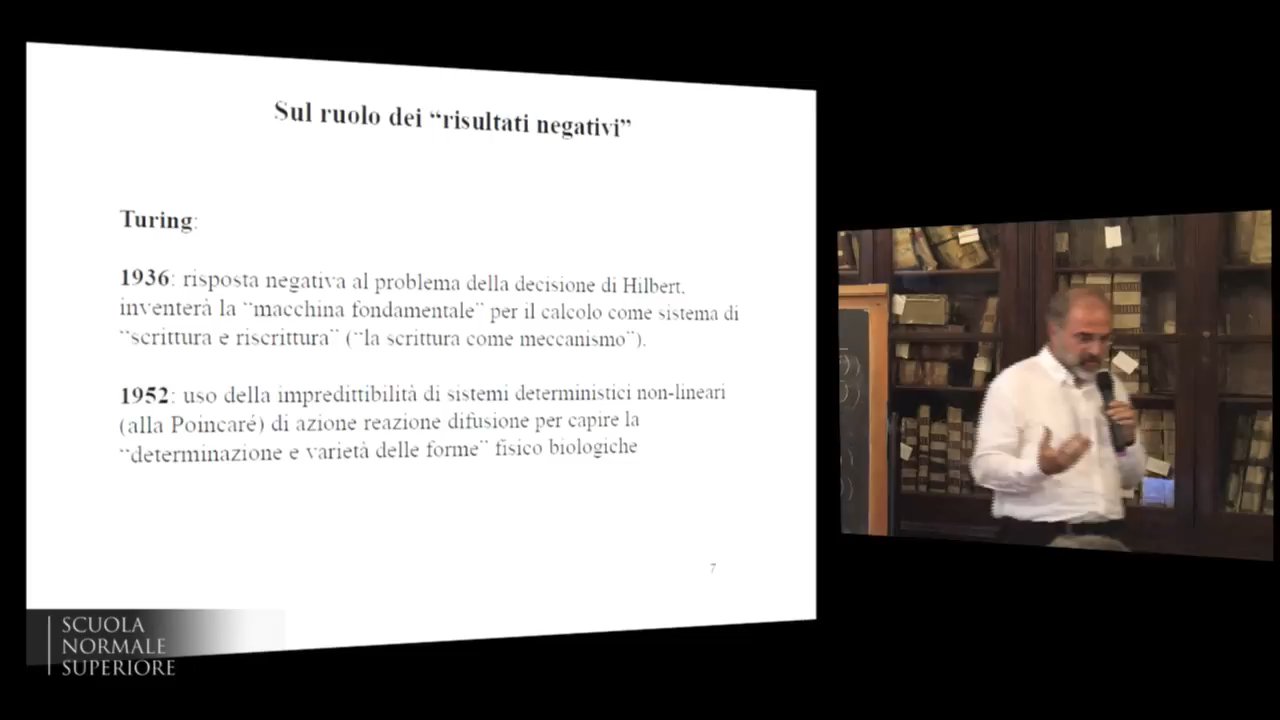 Sul ruolo dei “risultati negativi”
Turing:
1936: risposta negativa al problema della decisione di Hilbert.
inventerà la “macchina fondamentale” per il calcolo come sistema di
“scrittura e riscrittura” (“la scrittura come meccanismo”).
1952: uso della impredittibilità di sistemi deterministici non-lineari
(alla Poincaré) di azione reazione difusione per capire la
“determinazione e varietà delle forme” fisico biologiche
7
SCUOLA
NORMALE
SUPERIORE